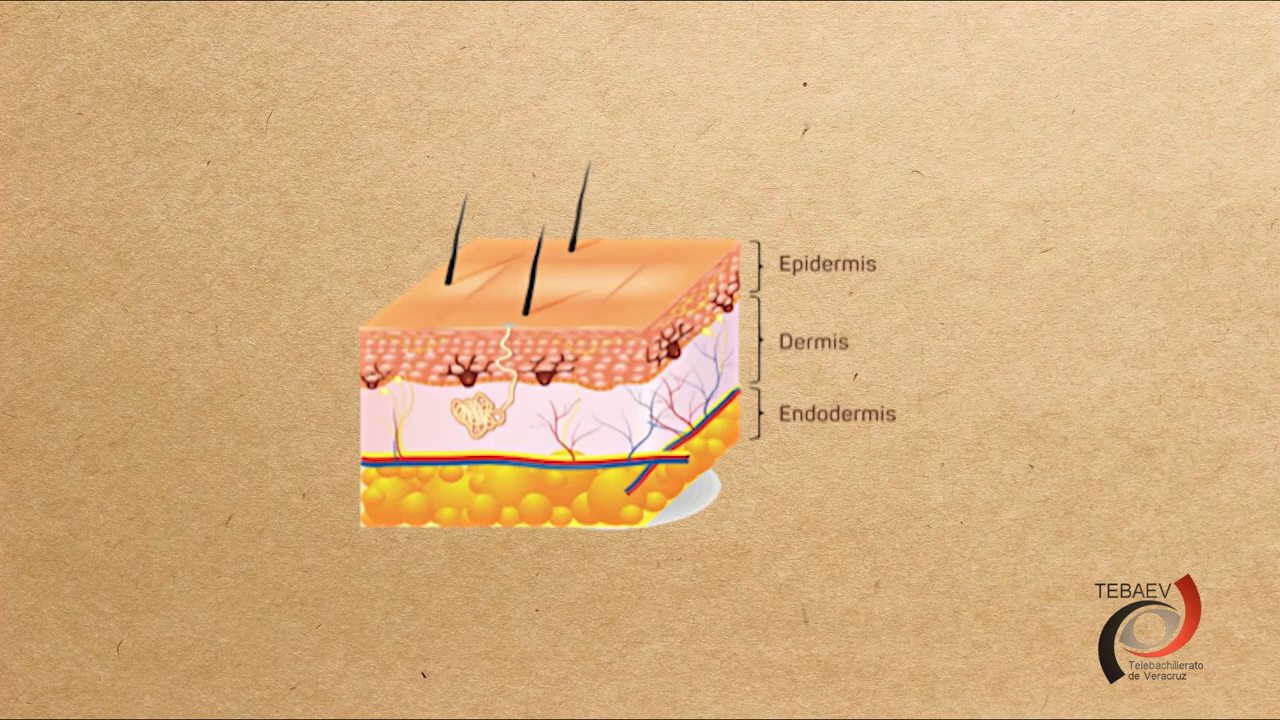 Epidermis
Dermis
Endodermis
TEBAEV
Telebachillerato
de Veracruz